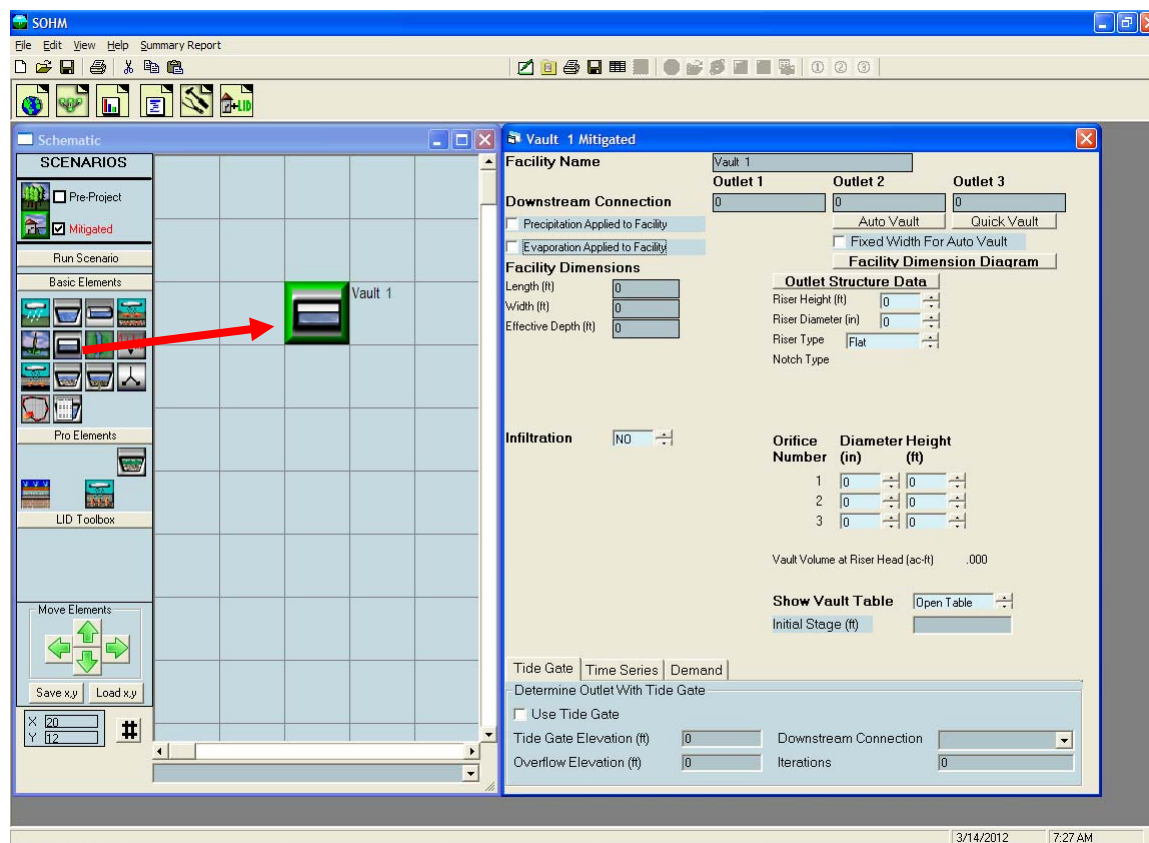 SOHM
File Edit View Help Summary Report
Schematic
SCENARIOS
Pre-Project
Mitigated
Run Scenario
Basic Elements
Pro Elements
LID Toolbox
Move Elements
Save x,y Load x,y
X 20
Y 12
#
+LID
Vault 1
Vault 1 Mitigated
Facility Name Vault 1
Outlet 1 Outlet 2 Outlet 3
Downstream Connection 0 0 0
Precipitation Applied to Facility Auto Vault Quick Vault
Evaporation Applied to Facility Fixed Width For Auto Vault
Facility Dimension Diagram
Facility Dimensions
Outlet Structure Data
Length (ft) 0
Width (ft) 0
Effective Depth (ft) 0
Riser Height (ft) 0
Riser Diameter (in) 0
Riser Type Flat
Notch Type
Infiltration NO
Orifice Diameter Height
Number (in) (ft)
1 0 0
2 0 0
3 0 0
Vault Volume at Riser Head (ac-ft) .000
Show Vault Table Open Table
Initial Stage (ft)
Tide Gate Time Series Demand
Determine Outlet With Tide Gate
Use Tide Gate
Tide Gate Elevation (ft) 0 Downstream Connection
Overflow Elevation (ft) 0 Iterations 0
3/14/2012 7:27 AM